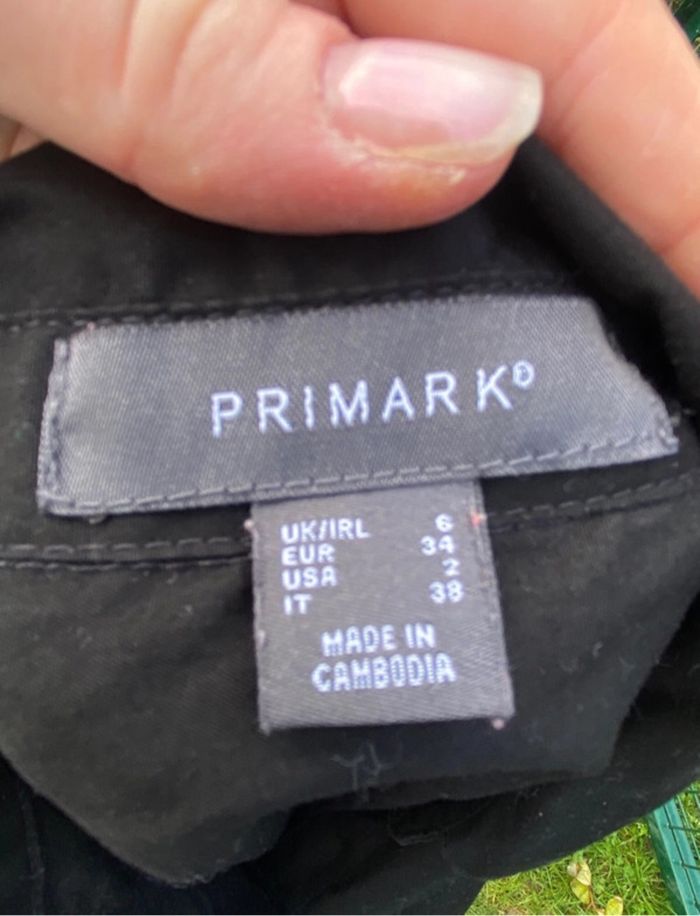 PRIMARK®
UK/IRL 6
EUR 34
USA 2
IT 38
MADE IN
CAMBODIA